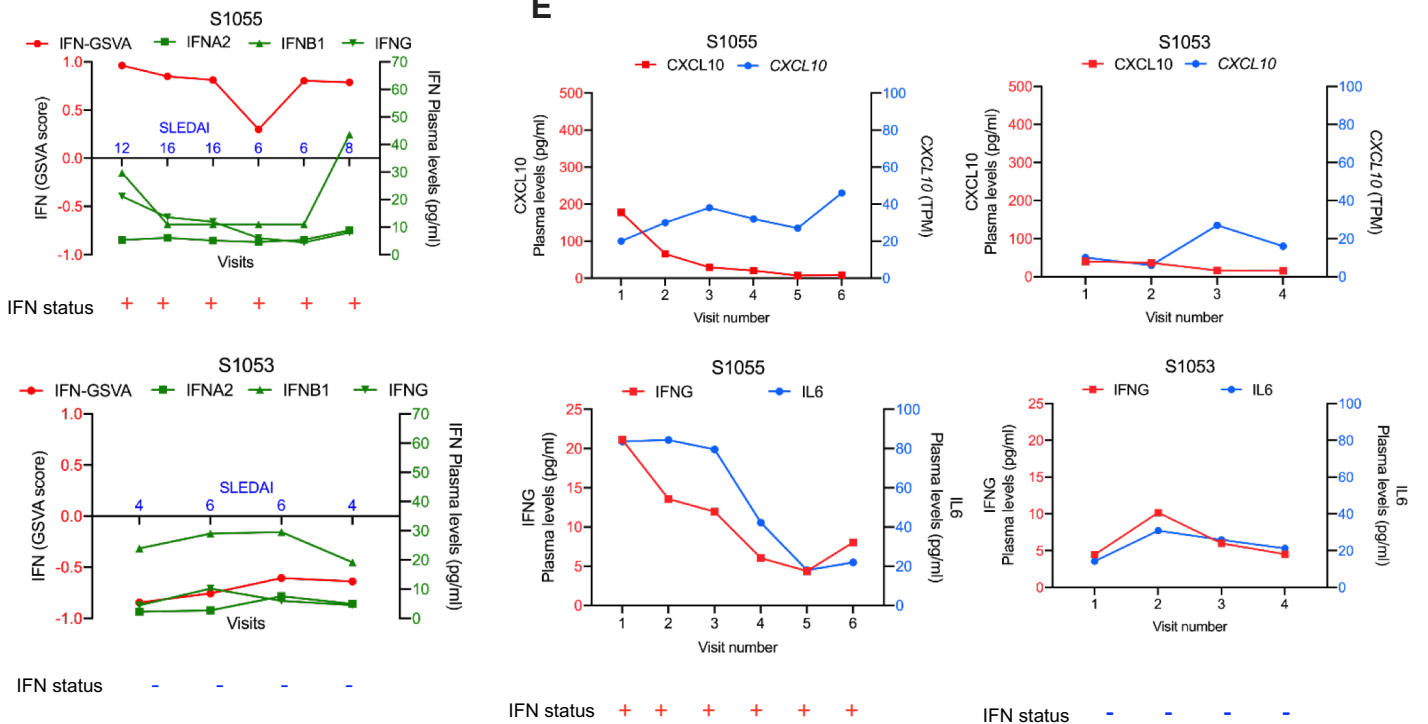 S1055
IFN-GSVA IFNA2 IFNB1 IFNG
1.0
0.5
0.0
-0.5
-1.0
IFN (GSVA score)
SLEDAI
12 16 16 6 6 8
Visits
70
60
50
40
30
20
10
0
IFN Plasma levels (pg/ml)
IFN status + + + + + +
S1053
IFN-GSVA IFNA2 IFNB1 IFNG
1.0
0.5
0.0
-0.5
-1.0
IFN (GSVA score)
SLEDAI
4 6 6 4
Visits
70
60
50
40
30
20
10
0
IFN Plasma levels (pg/ml)
IFN status - - - -
E
S1055
CXCL10 CXCL10
500
400
300
200
100
0
CXCL10
Plasma levels (pg/ml)
100
80
60
40
20
0
CXCL10 (TPM)
1 2 3 4 5 6
Visit number
S1053
CXCL10 CXCL10
500
400
300
200
100
0
CXCL10
Plasma levels (pg/ml)
100
80
60
40
20
0
CXCL10 (TPM)
1 2 3 4
Visit number
S1055
IFNG IL6
25
20
15
10
5
0
IFNG
Plasma levels (pg/ml)
100
80
60
40
20
0
IL6
Plasma levels (pg/ml)
1 2 3 4 5 6
Visit number
IFN status + + + + + +
S1053
IFNG IL6
25
20
15
10
5
0
IFNG
Plasma levels (pg/ml)
100
80
60
40
20
0
IL6
Plasma levels (pg/ml)
1 2 3 4
Visit number
IFN status - - - -